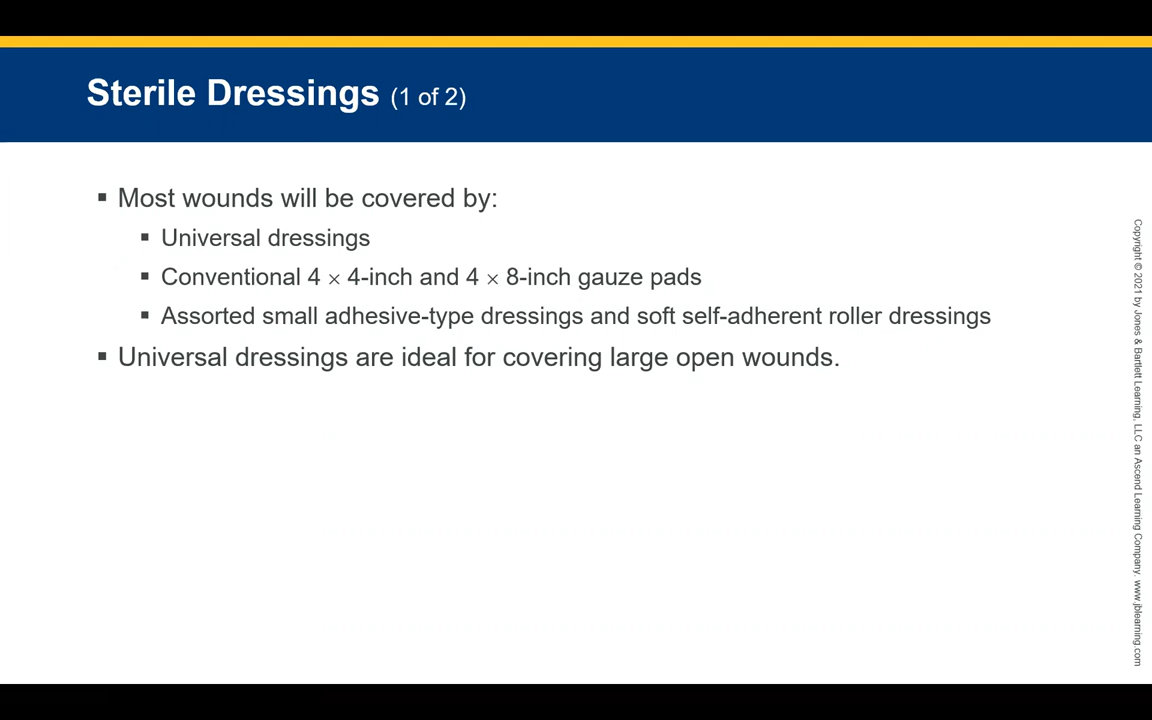 Sterile Dressings (1 of 2)
▪ Most wounds will be covered by:
▪ Universal dressings
▪ Conventional 4 × 4-inch and 4 × 8-inch gauze pads
▪ Assorted small adhesive-type dressings and soft self-adherent roller dressings
▪ Universal dressings are ideal for covering large open wounds.
Copyright © 2021 by Jones & Bartlett Learning, LLC an Ascend Learning Company. www.jblearning.com